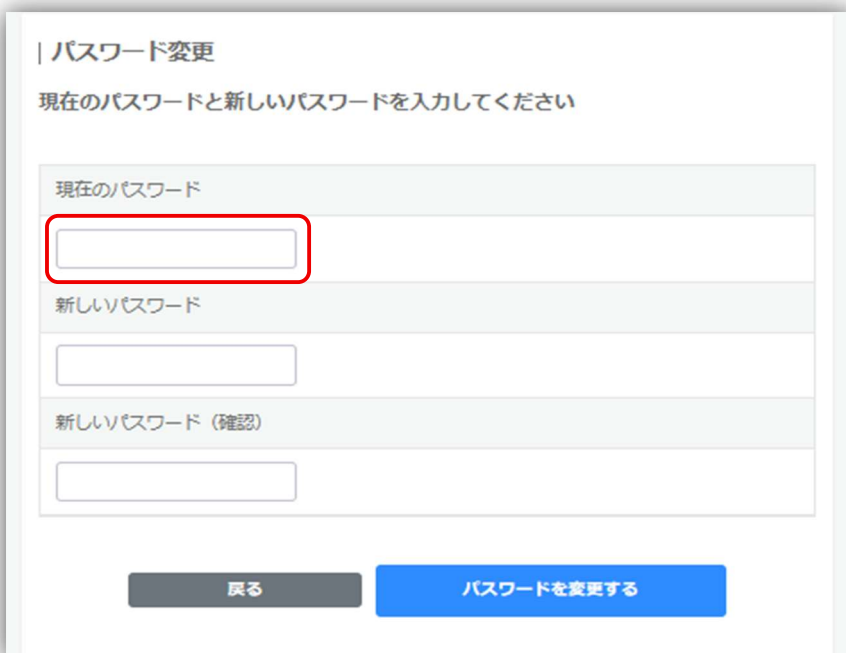 | パスワード変更
現在のパスワードと新しいパスワードを入力してください
現在のパスワード
新しいパスワード
新しいパスワード（確認）
戻る
パスワードを変更する